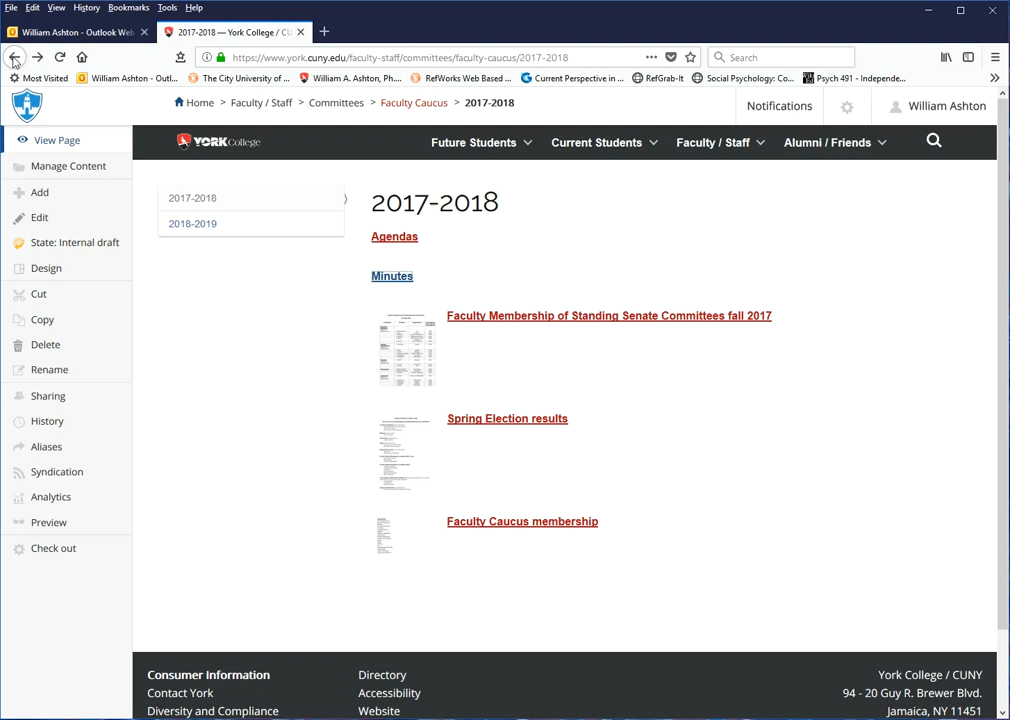 File Edit View History Bookmarks Tools Help
William Ashton - Outlook Web
2017-2018 — York College / CU
https://www.york.cuny.edu/faculty-staff/committees/faculty-caucus/2017-2018
Search
Most Visited
William Ashton - Outl...
The City University of ...
William A. Ashton, Ph....
RefWorks Web Based ...
Current Perspective in ...
RefGrab-It
Social Psychology: Co...
Psych 491 - Independe...
Home > Faculty / Staff > Committees > Faculty Caucus > 2017-2018
Notifications
William Ashton
View Page
Manage Content
Add
Edit
State: Internal draft
Design
Cut
Copy
Delete
Rename
Sharing
History
Aliases
Syndication
Analytics
Preview
Check out
YORK College
Future Students
Current Students
Faculty / Staff
Alumni / Friends
2017-2018
2018-2019
2017-2018
Agendas
Minutes
Faculty Membership of Standing Senate Committees fall 2017
Spring Election results
Faculty Caucus membership
Consumer Information
Contact York
Diversity and Compliance
Directory
Accessibility
Website
York College / CUNY
94 - 20 Guy R. Brewer Blvd.
Jamaica, NY 11451